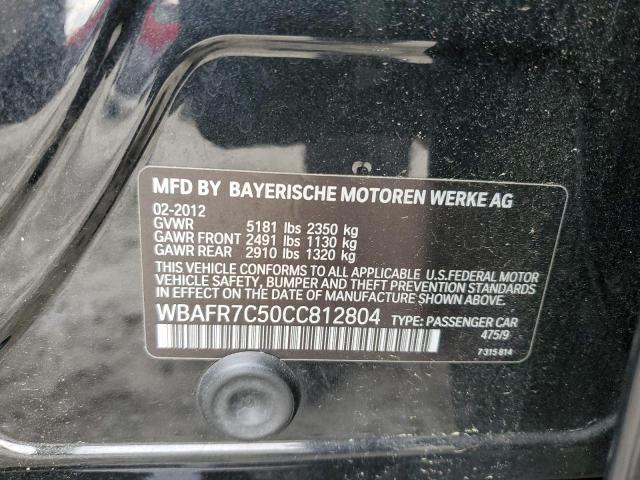 MFD BY BAYERISCHE MOTOREN WERKE AG
02-2012
GVWR 5181 lbs 2350 kg
GAWR FRONT 2491 lbs 1130 kg
GAWR REAR 2910 lbs 1320 kg
THIS VEHICLE CONFORMS TO ALL APPLICABLE U.S.FEDERAL MOTOR
VEHICLE SAFETY, BUMPER, AND THEFT PREVENTION STANDARDS
IN EFFECT ON THE DATE OF MANUFACTURE SHOWN ABOVE.
WBAFR7C50CC812804 TYPE: PASSENGER CAR
475/9
7315814